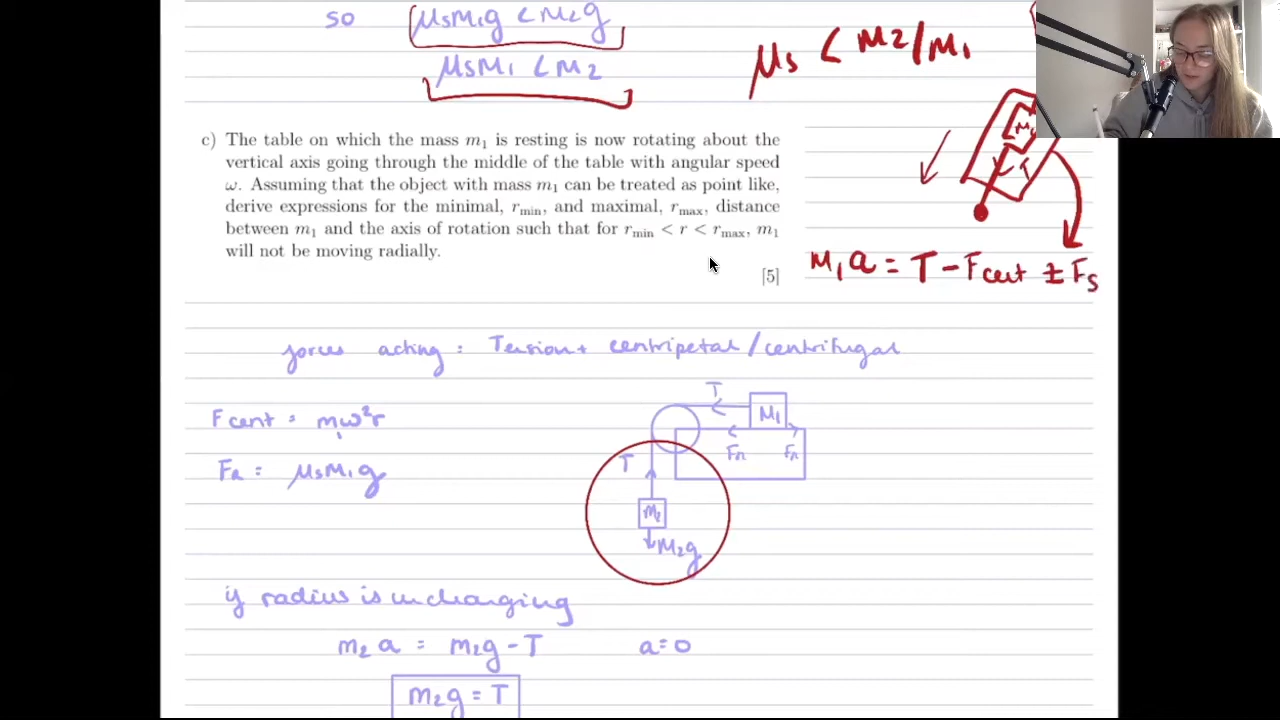 so μsm₁g < m₂g
μsm₁ < m₂
μs < m₂/m₁
c) The table on which the mass m₁ is resting is now rotating about the
vertical axis going through the middle of the table with angular speed
ω. Assuming that the object with mass m₁ can be treated as point like,
derive expressions for the minimal, rmin, and maximal, rmax, distance
between m₁ and the axis of rotation such that for rmin < r < rmax, m₁
will not be moving radially.
[5]
M₁
T
M₁a = T - Fcent ± Fs
forces acting : Tension + centripetal/centrifugal
Fcent = m₁ω²r
FR = μsM₁g
T
M₁
FR
FR
T
M₂
M₂g
if radius is unchanging
m₂a = m₂g - T a=0
m₂g = T